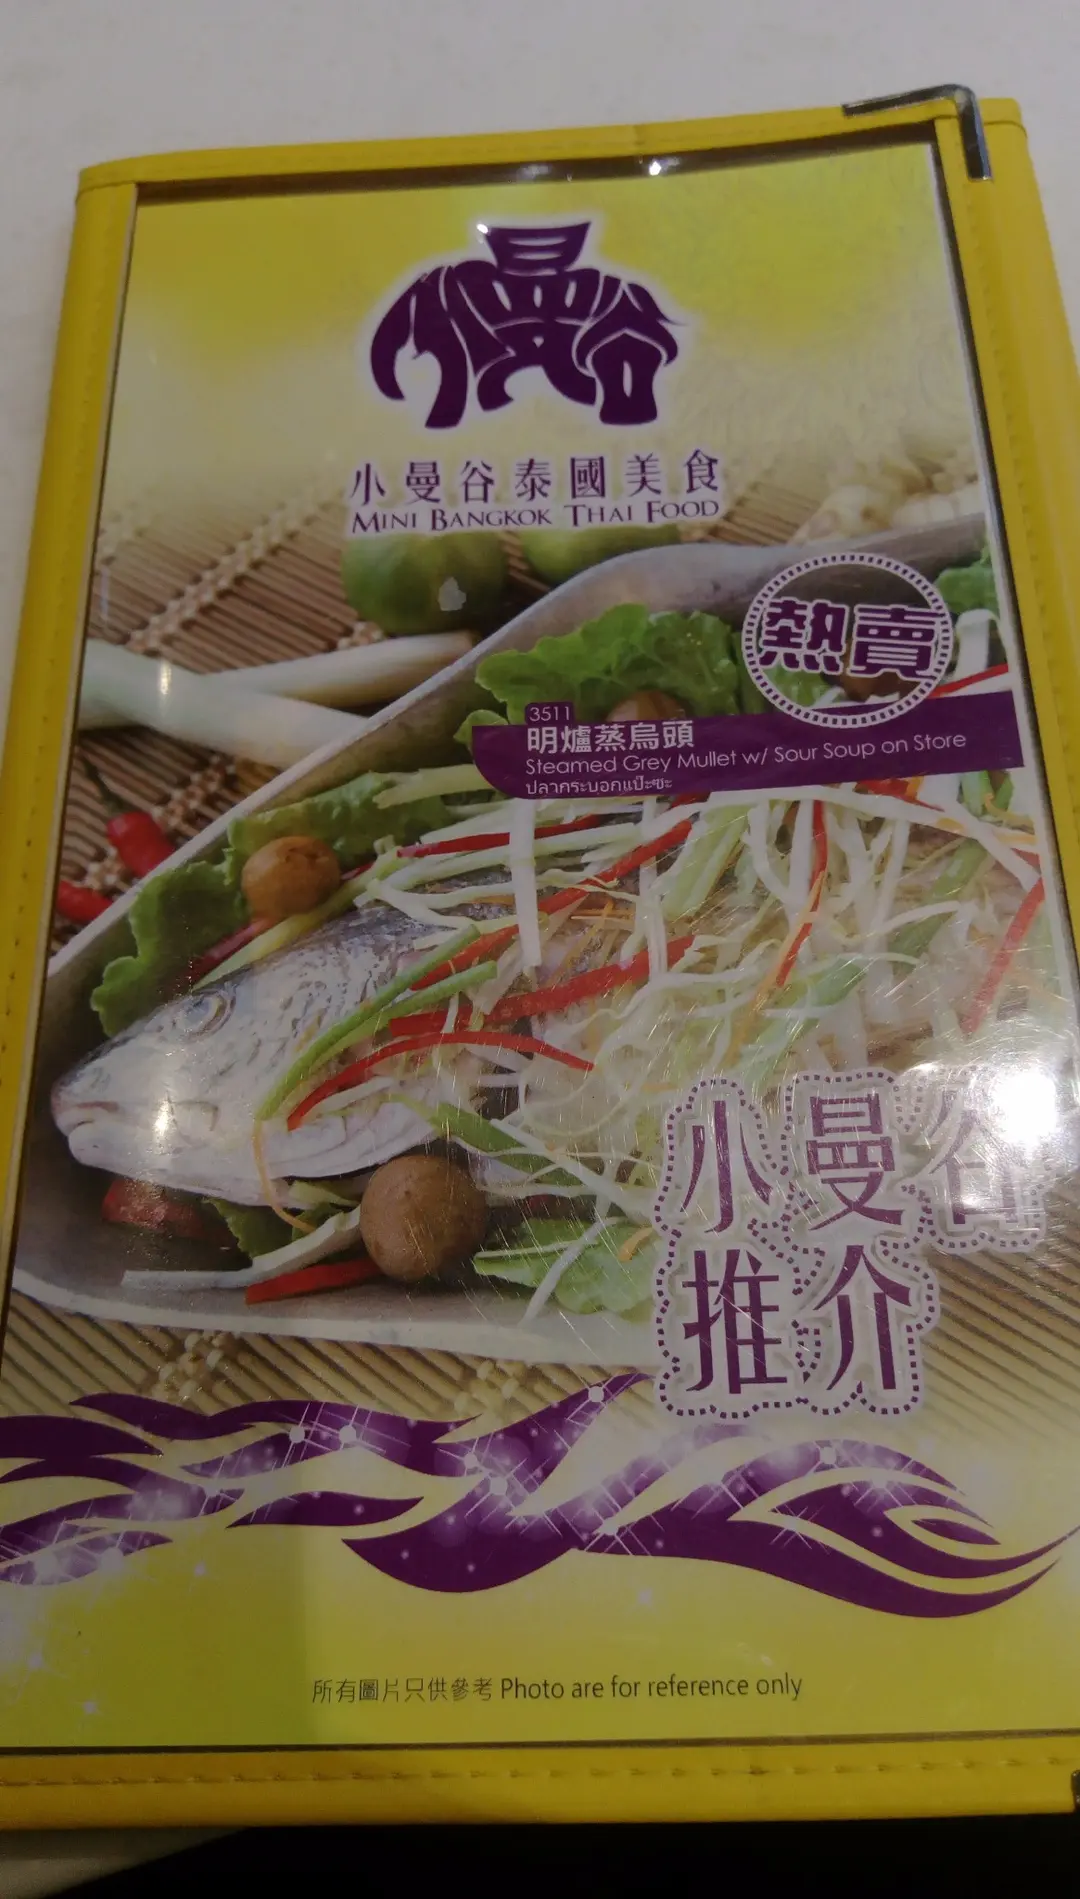 小曼谷
小曼谷泰國美食
MINI BANGKOK THAI FOOD
熱賣
3511
明爐蒸烏頭
Steamed Grey Mullet w/ Sour Soup on Store
ปลากระบอกแป๊ะซะ
小曼谷
推介
所有圖片只供參考 Photo are for reference only